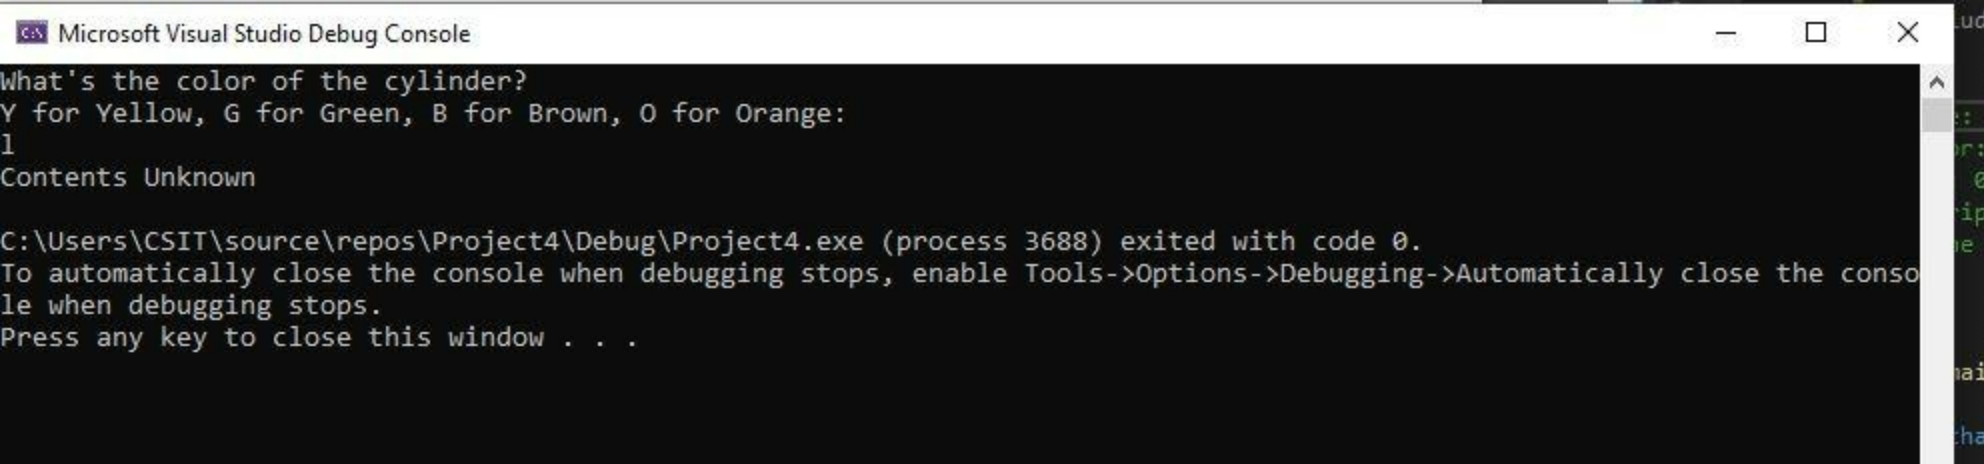 Microsoft Visual Studio Debug Console
What's the color of the cylinder?
Y for Yellow, G for Green, B for Brown, O for Orange:
l
Contents Unknown
C:\Users\CSIT\source\repos\Project4\Debug\Project4.exe (process 3688) exited with code 0.
To automatically close the console when debugging stops, enable Tools->Options->Debugging->Automatically close the conso
le when debugging stops.
Press any key to close this window . . .